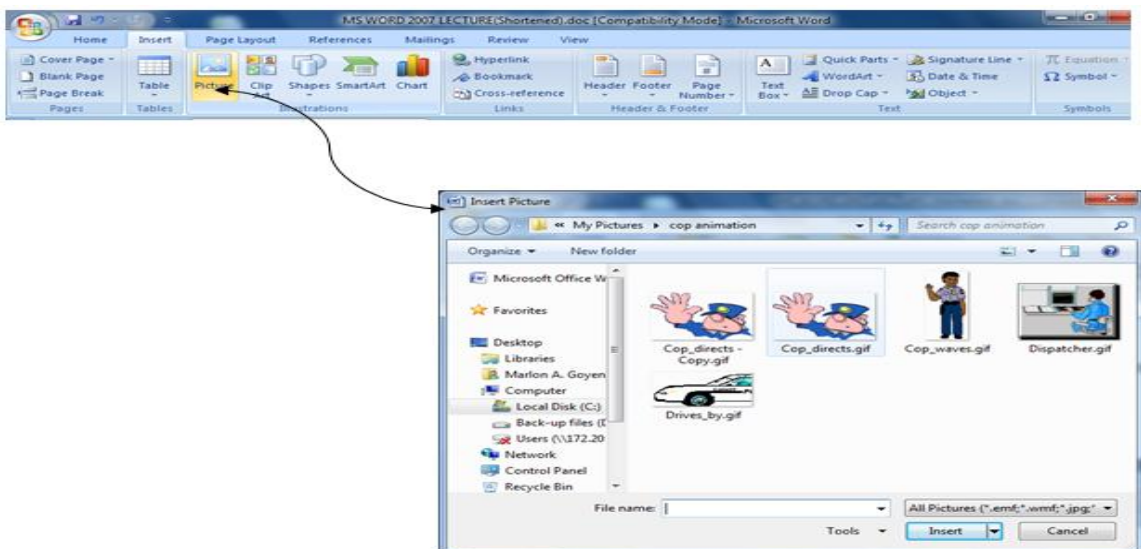 MS WORD 2007 LECTURE(Shortened).doc [Compatibility Mode] - Microsoft Word
Home Insert Page Layout References Mailings Review View
Cover Page
Blank Page
Page Break
Pages
Table
Tables
Picture Clip Art Shapes SmartArt Chart
Illustrations
Hyperlink
Bookmark
Cross-reference
Links
Header Footer Page Number
Header & Footer
Text Box
Quick Parts
WordArt
Drop Cap
Signature Line
Date & Time
Object
Text
Equation
Symbol
Symbols
Insert Picture
« My Pictures cop animation
Search cop animation
Organize New folder
Microsoft Office W
Favorites
Desktop
Libraries
Marlon A. Goyen
Computer
Local Disk (C:)
Back-up files (D
Users (\\172.20
Network
Control Panel
Recycle Bin
Cop_directs -
Copy.gif
Cop_directs.gif
Cop_waves.gif
Dispatcher.gif
Drives_by.gif
File name:
All Pictures (*.emf;*.wmf;*.jpg;*
Tools Insert Cancel